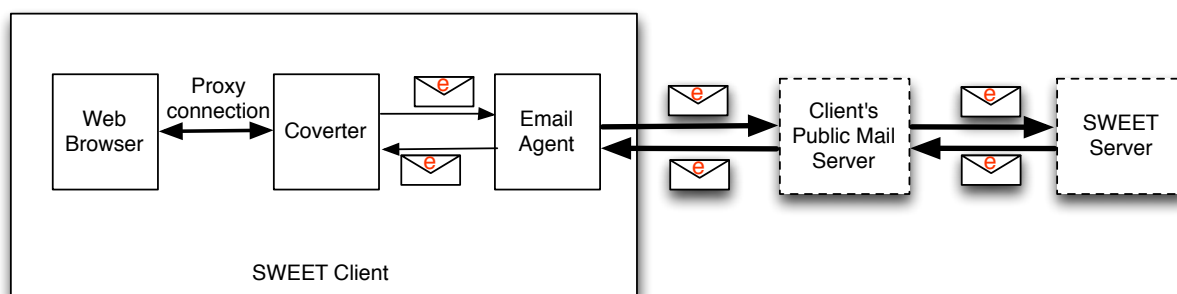 Web
Browser
Proxy
connection
Coverter
e
e
Email
Agent
e
e
Client's
Public Mail
Server
e
e
SWEET
Server
SWEET Client